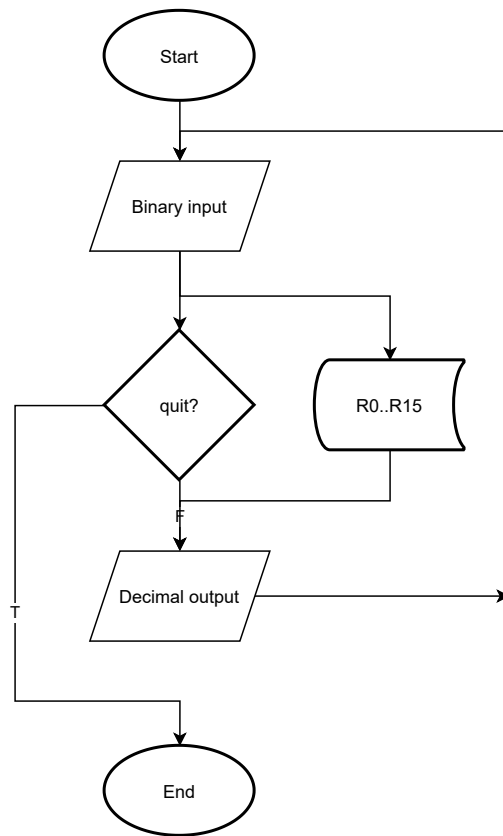 Start
Binary input
quit?
R0..R15
F
Decimal output
T
End